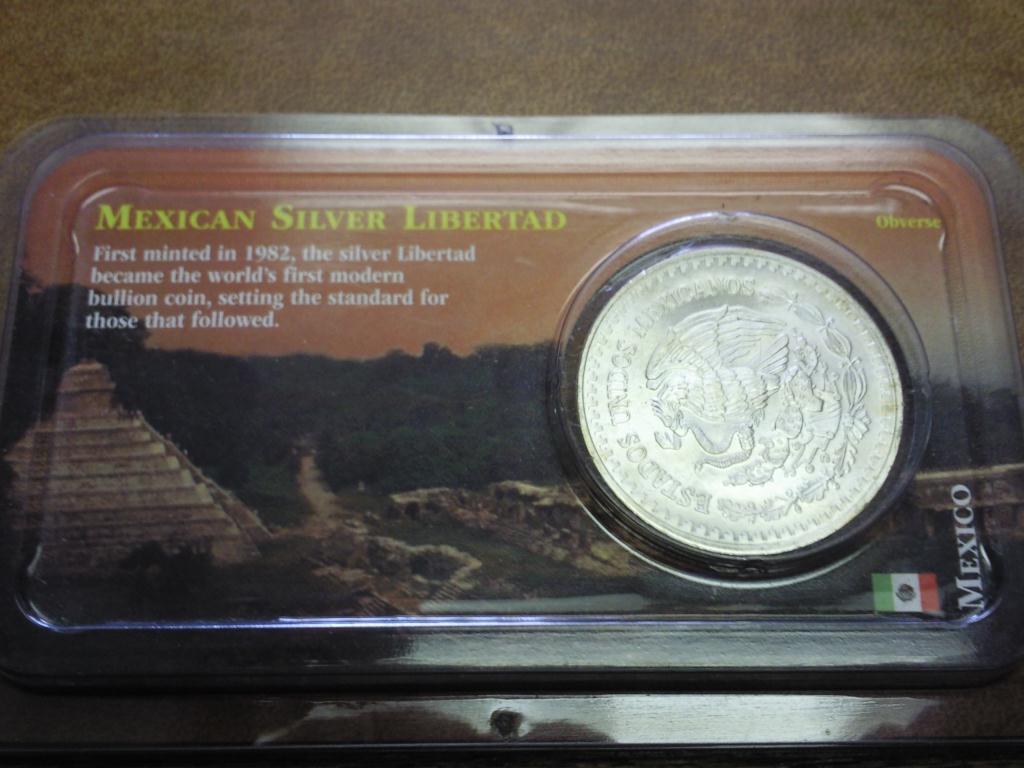 MEXICAN SILVER LIBERTAD
First minted in 1982, the silver Libertad
became the world's first modern
bullion coin, setting the standard for
those that followed.
Obverse
ESTADOS UNIDOS MEXICANOS
MEXICO